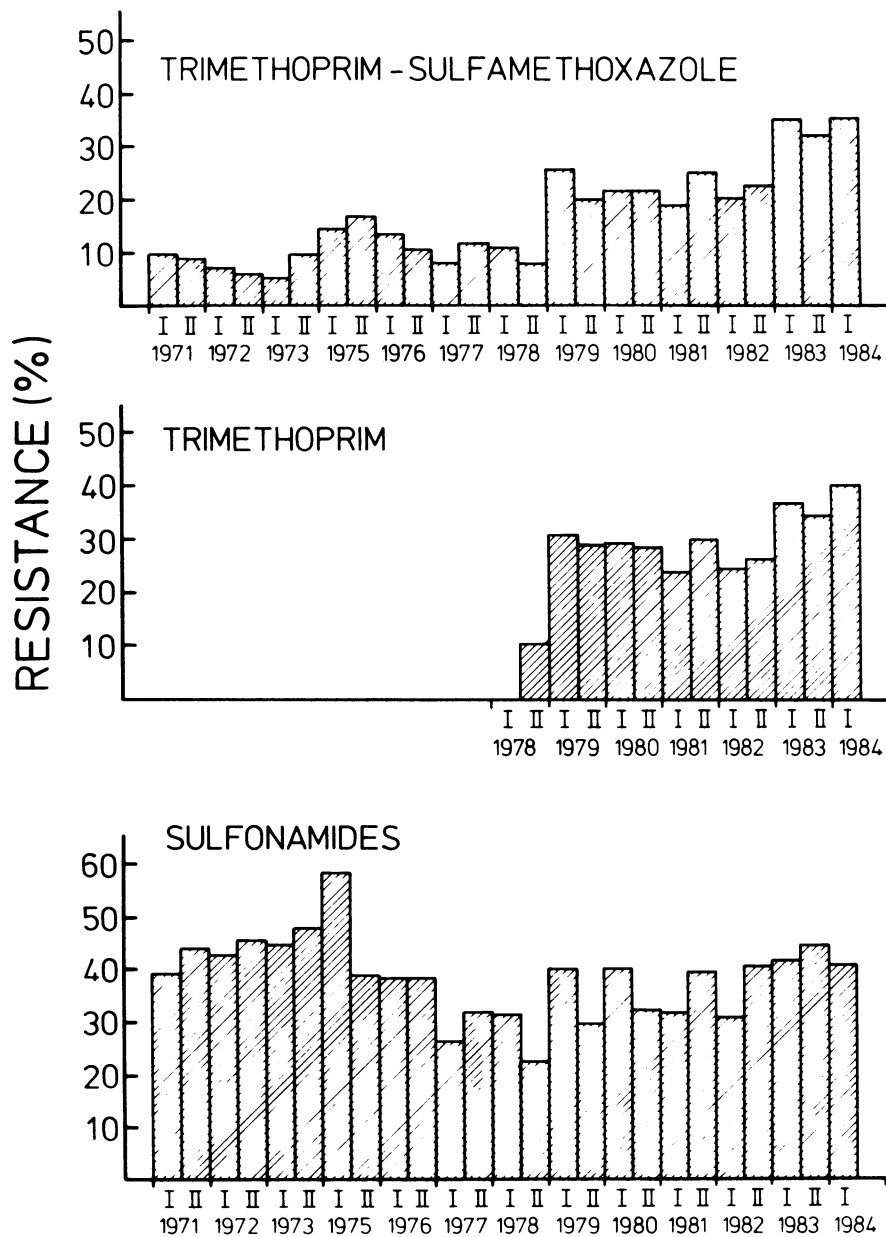 RESISTANCE (%)
TRIMETHOPRIM - SULFAMETHOXAZOLE
50
40
30
20
10
I II I II I II I II I II I II I II I II I II I II I II I II I
1971 1972 1973 1975 1976 1977 1978 1979 1980 1981 1982 1983 1984
TRIMETHOPRIM
50
40
30
20
10
I II I II I II I II I II I II I
1978 1979 1980 1981 1982 1983 1984
SULFONAMIDES
60
50
40
30
20
10
I II I II I II I II I II I II I II I II I II I II I II I II I
1971 1972 1973 1975 1976 1977 1978 1979 1980 1981 1982 1983 1984